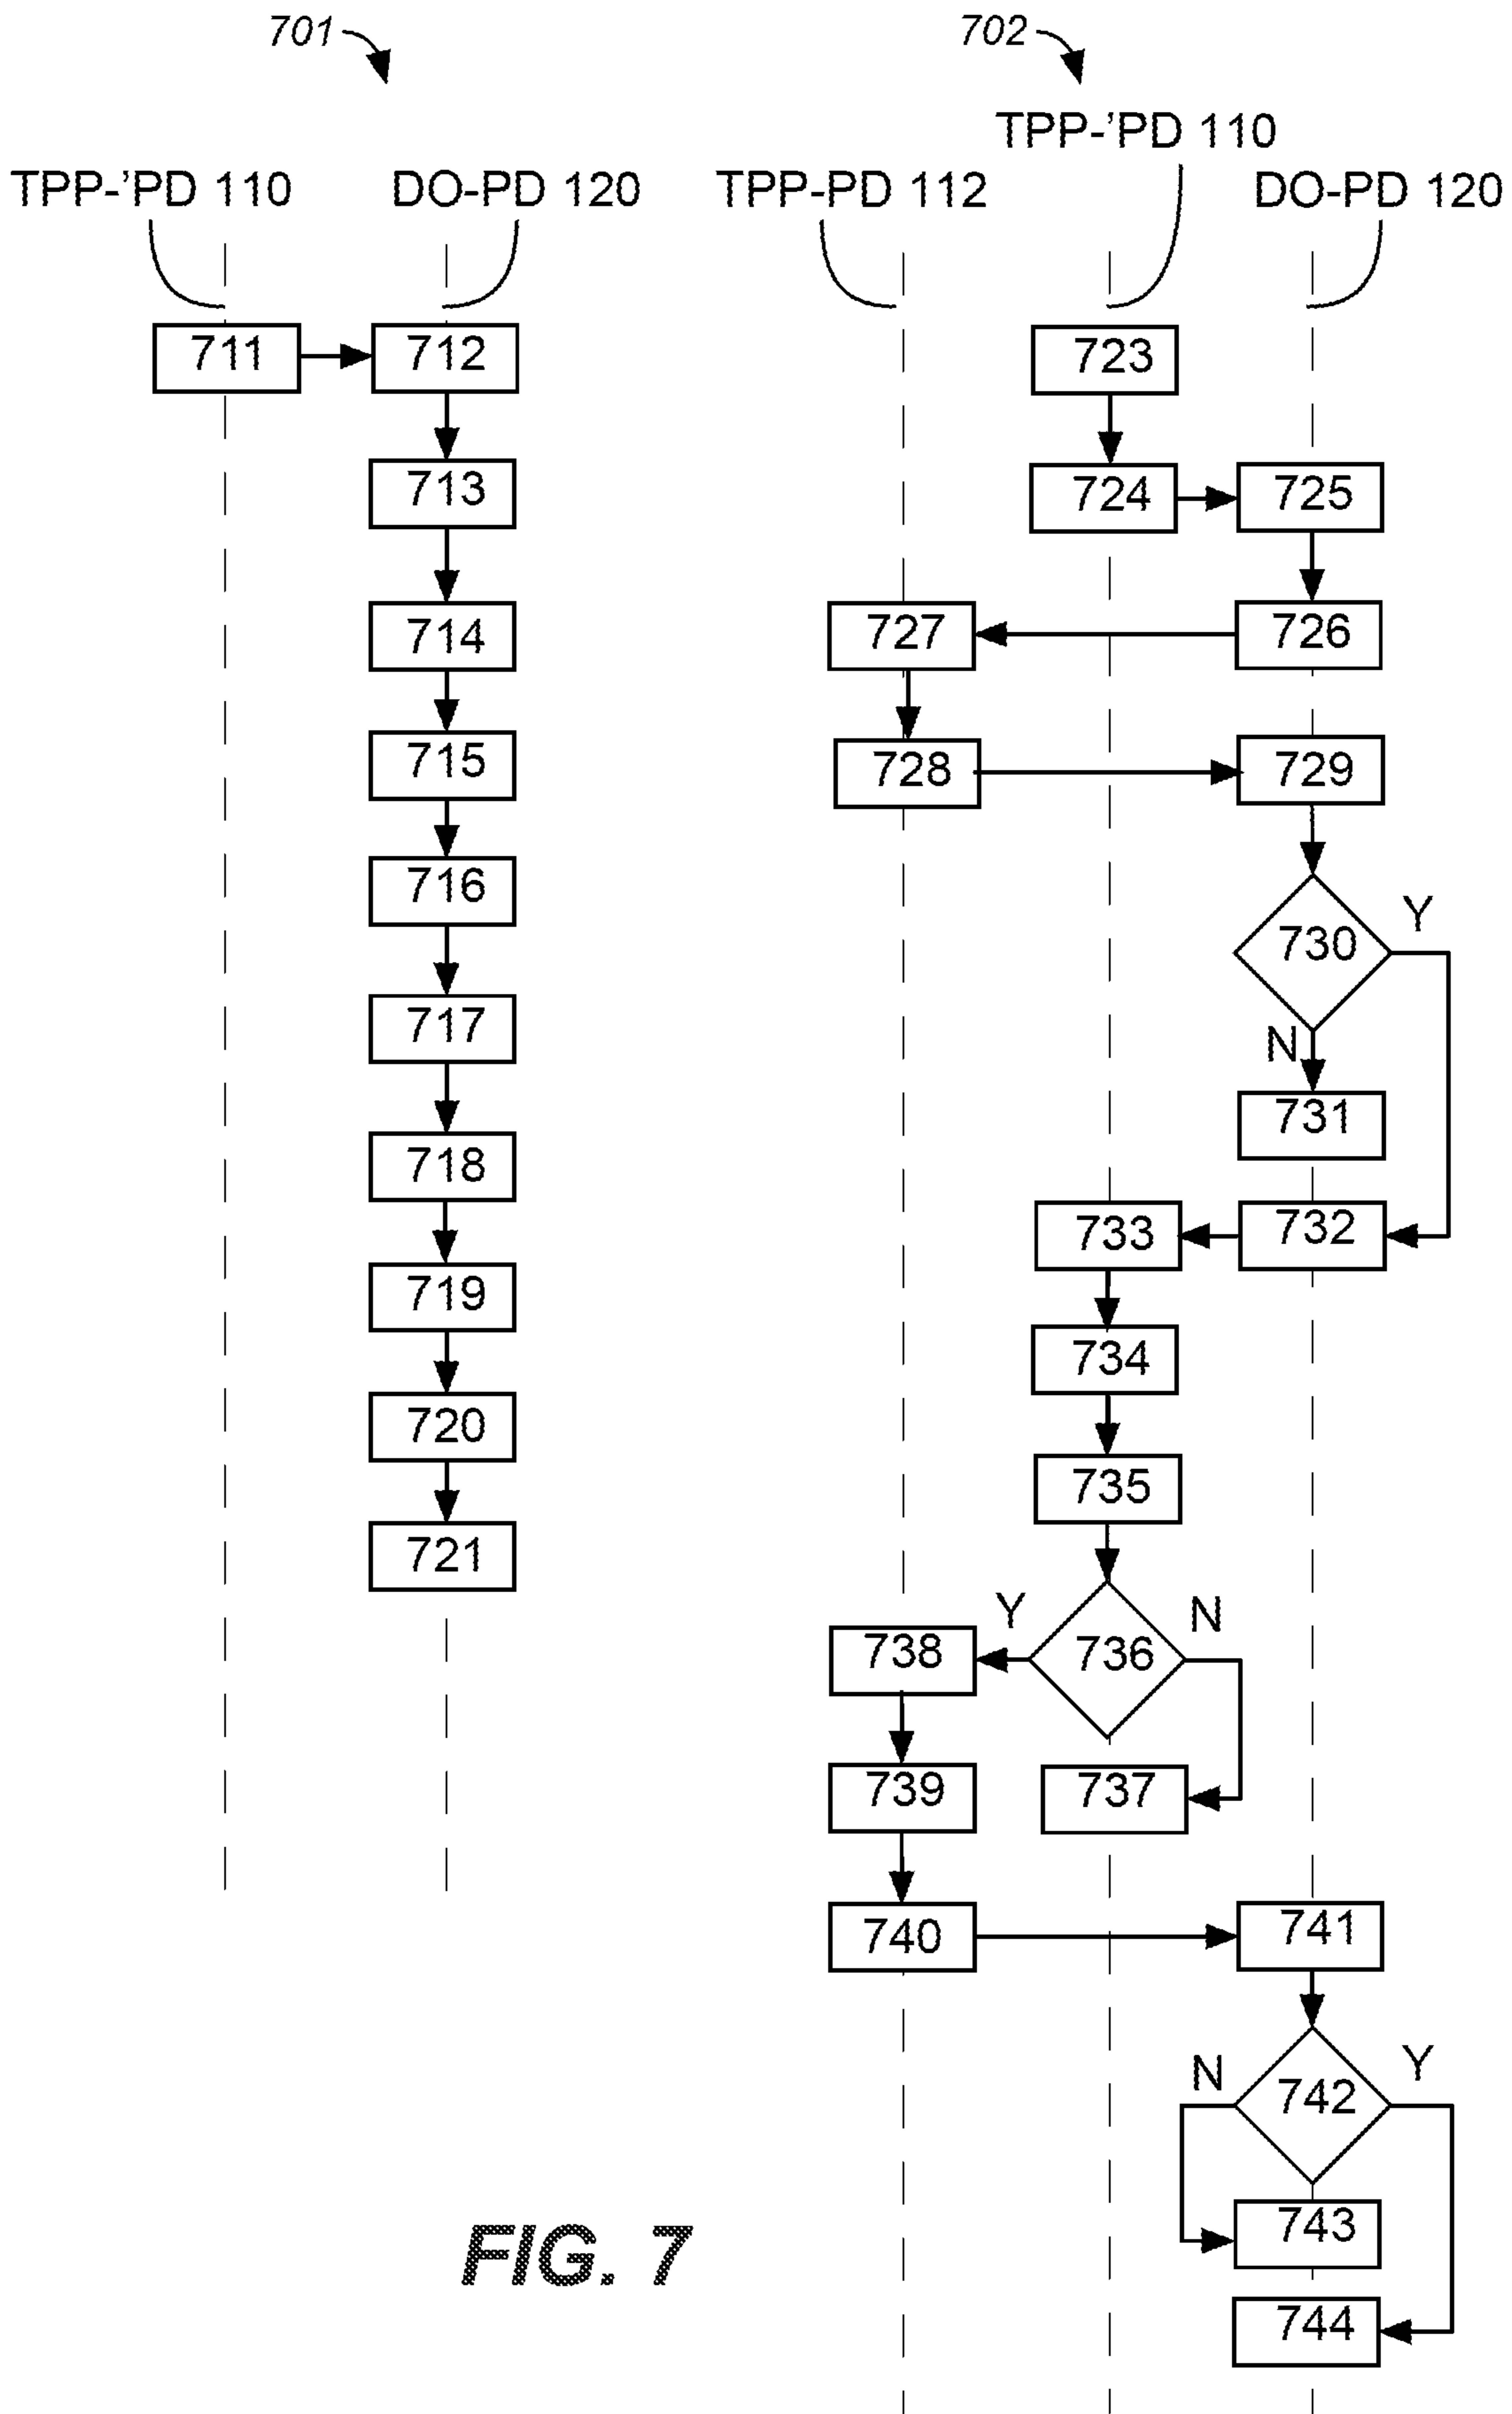 701
702
TPP-'PD 110
TPP-'PD 110
DO-PD 120
TPP-PD 112
DO-PD 120
711
712
723
713
724
725
714
727
726
715
728
729
716
730
Y
717
N
731
718
733
732
719
734
720
735
721
Y
N
738
736
739
737
740
741
N
Y
742
743
744
FIG. 7